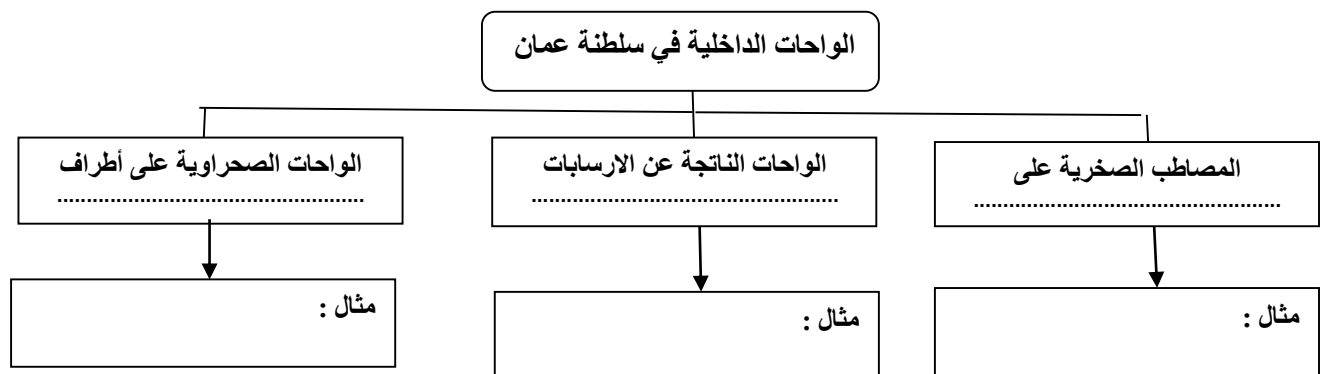 الواحات الداخلية في سلطنة عمان
المصاطب الصخرية على
.....................................................
الواحات الناتجة عن الارسابات
.....................................................
الواحات الصحراوية على أطراف
.....................................................
مثال :
مثال :
مثال :